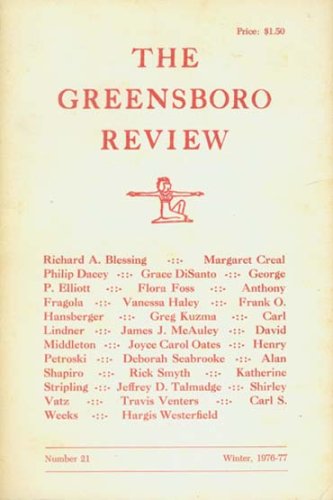 Price: $1.50
THE
GREENSBORO
REVIEW
Richard A. Blessing -::- Margaret Creal
Philip Dacey -::- Grace DiSanto -::- George
P. Elliott -::- Flora Foss -::- Anthony
Fragola -::- Vanessa Haley -::- Frank O.
Hansberger -::- Greg Kuzma -::- Carl
Lindner -::- James J. McAuley -::- David
Middleton -::- Joyce Carol Oates -::- Henry
Petroski -::- Deborah Seabrooke -::- Alan
Shapiro -::- Rick Smyth -::- Katherine
Stripling -::- Jeffrey D. Talmadge -::- Shirley
Vatz -::- Travis Venters -::- Carl S.
Weeks -::- Hargis Westerfield
Number 21 Winter, 1976-77